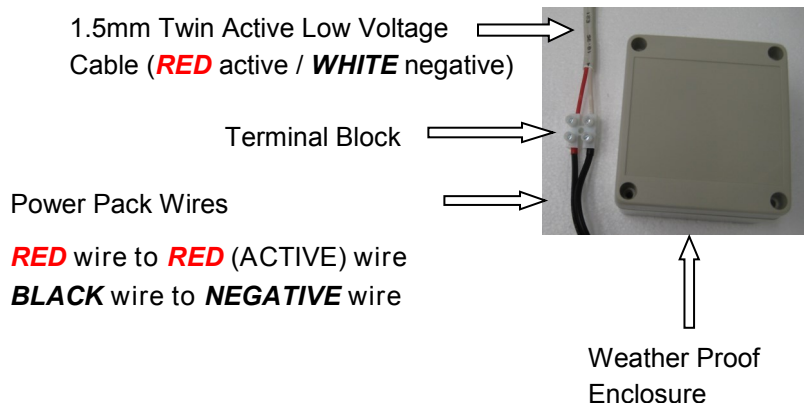 1.5mm Twin Active Low Voltage
Cable (RED active / WHITE negative)
Terminal Block
Power Pack Wires
RED wire to RED (ACTIVE) wire
BLACK wire to NEGATIVE wire
Weather Proof
Enclosure